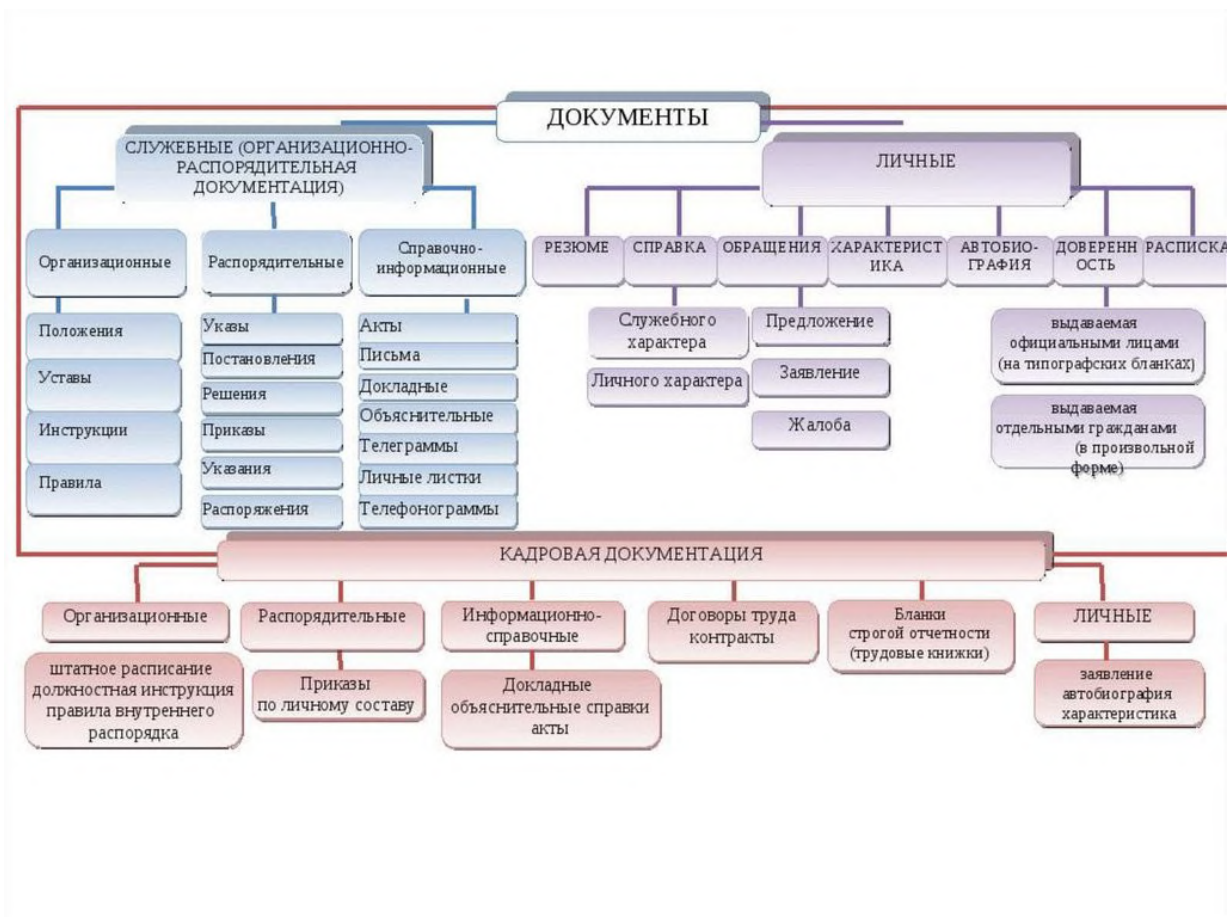 ДОКУМЕНТЫ
СЛУЖЕБНЫЕ (ОРГАНИЗАЦИОННО-
РАСПОРЯДИТЕЛЬНАЯ
ДОКУМЕНТАЦИЯ)
ЛИЧНЫЕ
Организационные
Распорядительные
Справочно-
информационные
РЕЗЮМЕ
СПРАВКА
ОБРАЩЕНИЯ
ХАРАКТЕРИСТ
ИКА
АВТОБИО-
ГРАФИЯ
ДОВЕРЕНН
ОСТЬ
РАСПИСКА
Положения
Уставы
Инструкции
Правила
Указы
Постановления
Решения
Приказы
Указания
Распоряжения
Акты
Письма
Докладные
Объяснительные
Телеграммы
Личные листки
Телефонограммы
Служебного
характера
Личного характера
Предложение
Заявление
Жалоба
выдаваемая
официальными лицами
(на типографских бланках)
выдаваемая
отдельными гражданами
(в произвольной
форме)
КАДРОВАЯ ДОКУМЕНТАЦИЯ
Организационные
Распорядительные
Информационно-
справочные
Договоры труда
контракты
Бланки
строгой отчетности
(трудовые книжки)
ЛИЧНЫЕ
штатное расписание
должностная инструкция
правила внутреннего
распорядка
Приказы
по личному составу
Докладные
объяснительные справки
акты
заявление
автобиография
характеристика